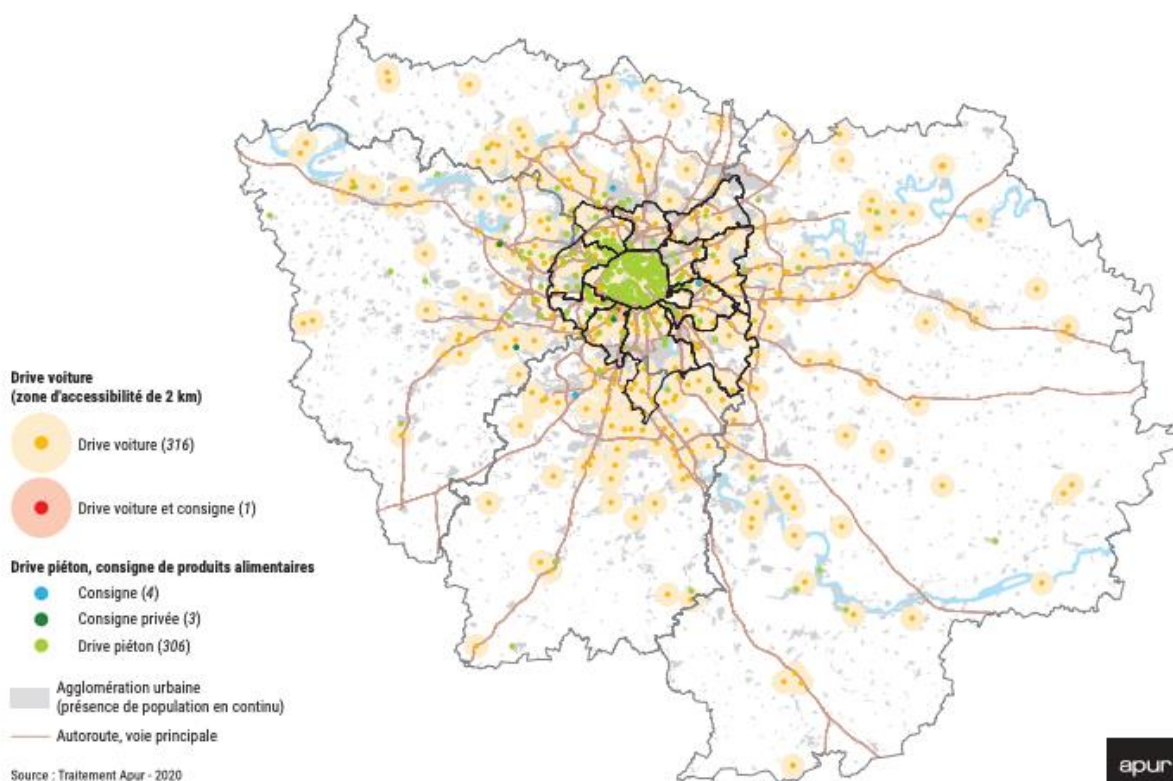 Drive voiture
(zone d'accessibilité de 2 km)
Drive voiture (316)
Drive voiture et consigne (1)
Drive piéton, consigne de produits alimentaires
Consigne (4)
Consigne privée (3)
Drive piéton (306)
Agglomération urbaine
(présence de population en continu)
Autoroute, voie principale
Source : Traitement Apur - 2020
apur